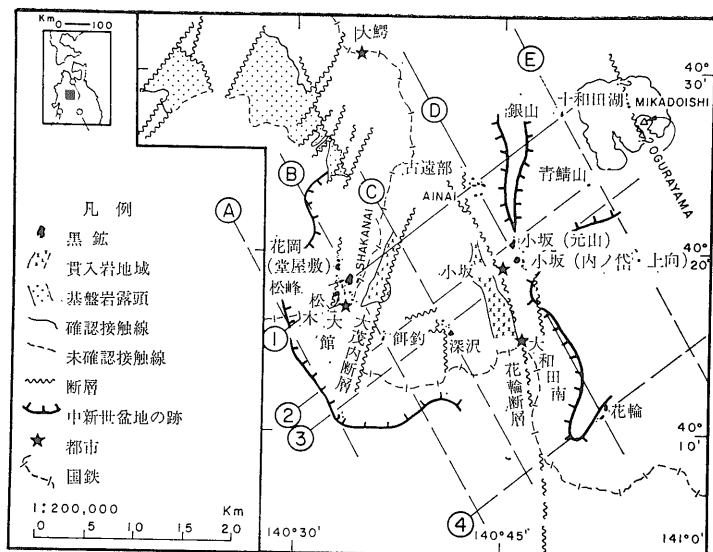 Km 0 100
大鰐
E
40°
30'
銀山
十和田湖
MIKADOISHI
D
OGURAYAMA
古遠部
青鯖山
AINAI
B
C
A
凡例
黒鉱
貫入岩地域
基盤岩露頭
確認接触線
未確認接触線
断層
中新世盆地の跡
都市
国鉄
1:200,000
Km
0 5 10 15 20
SHAKANAI
花岡
(堂屋敷)
松峰
松木
大館
大茂内断層
餌釣
深沢
小坂
小坂(元山)
小坂(内ノ岱・上向)
40°
20'
大和田南
花輪断層
花輪
40°
10'
1
2
3
4
140°30'
140°45'
141°0'